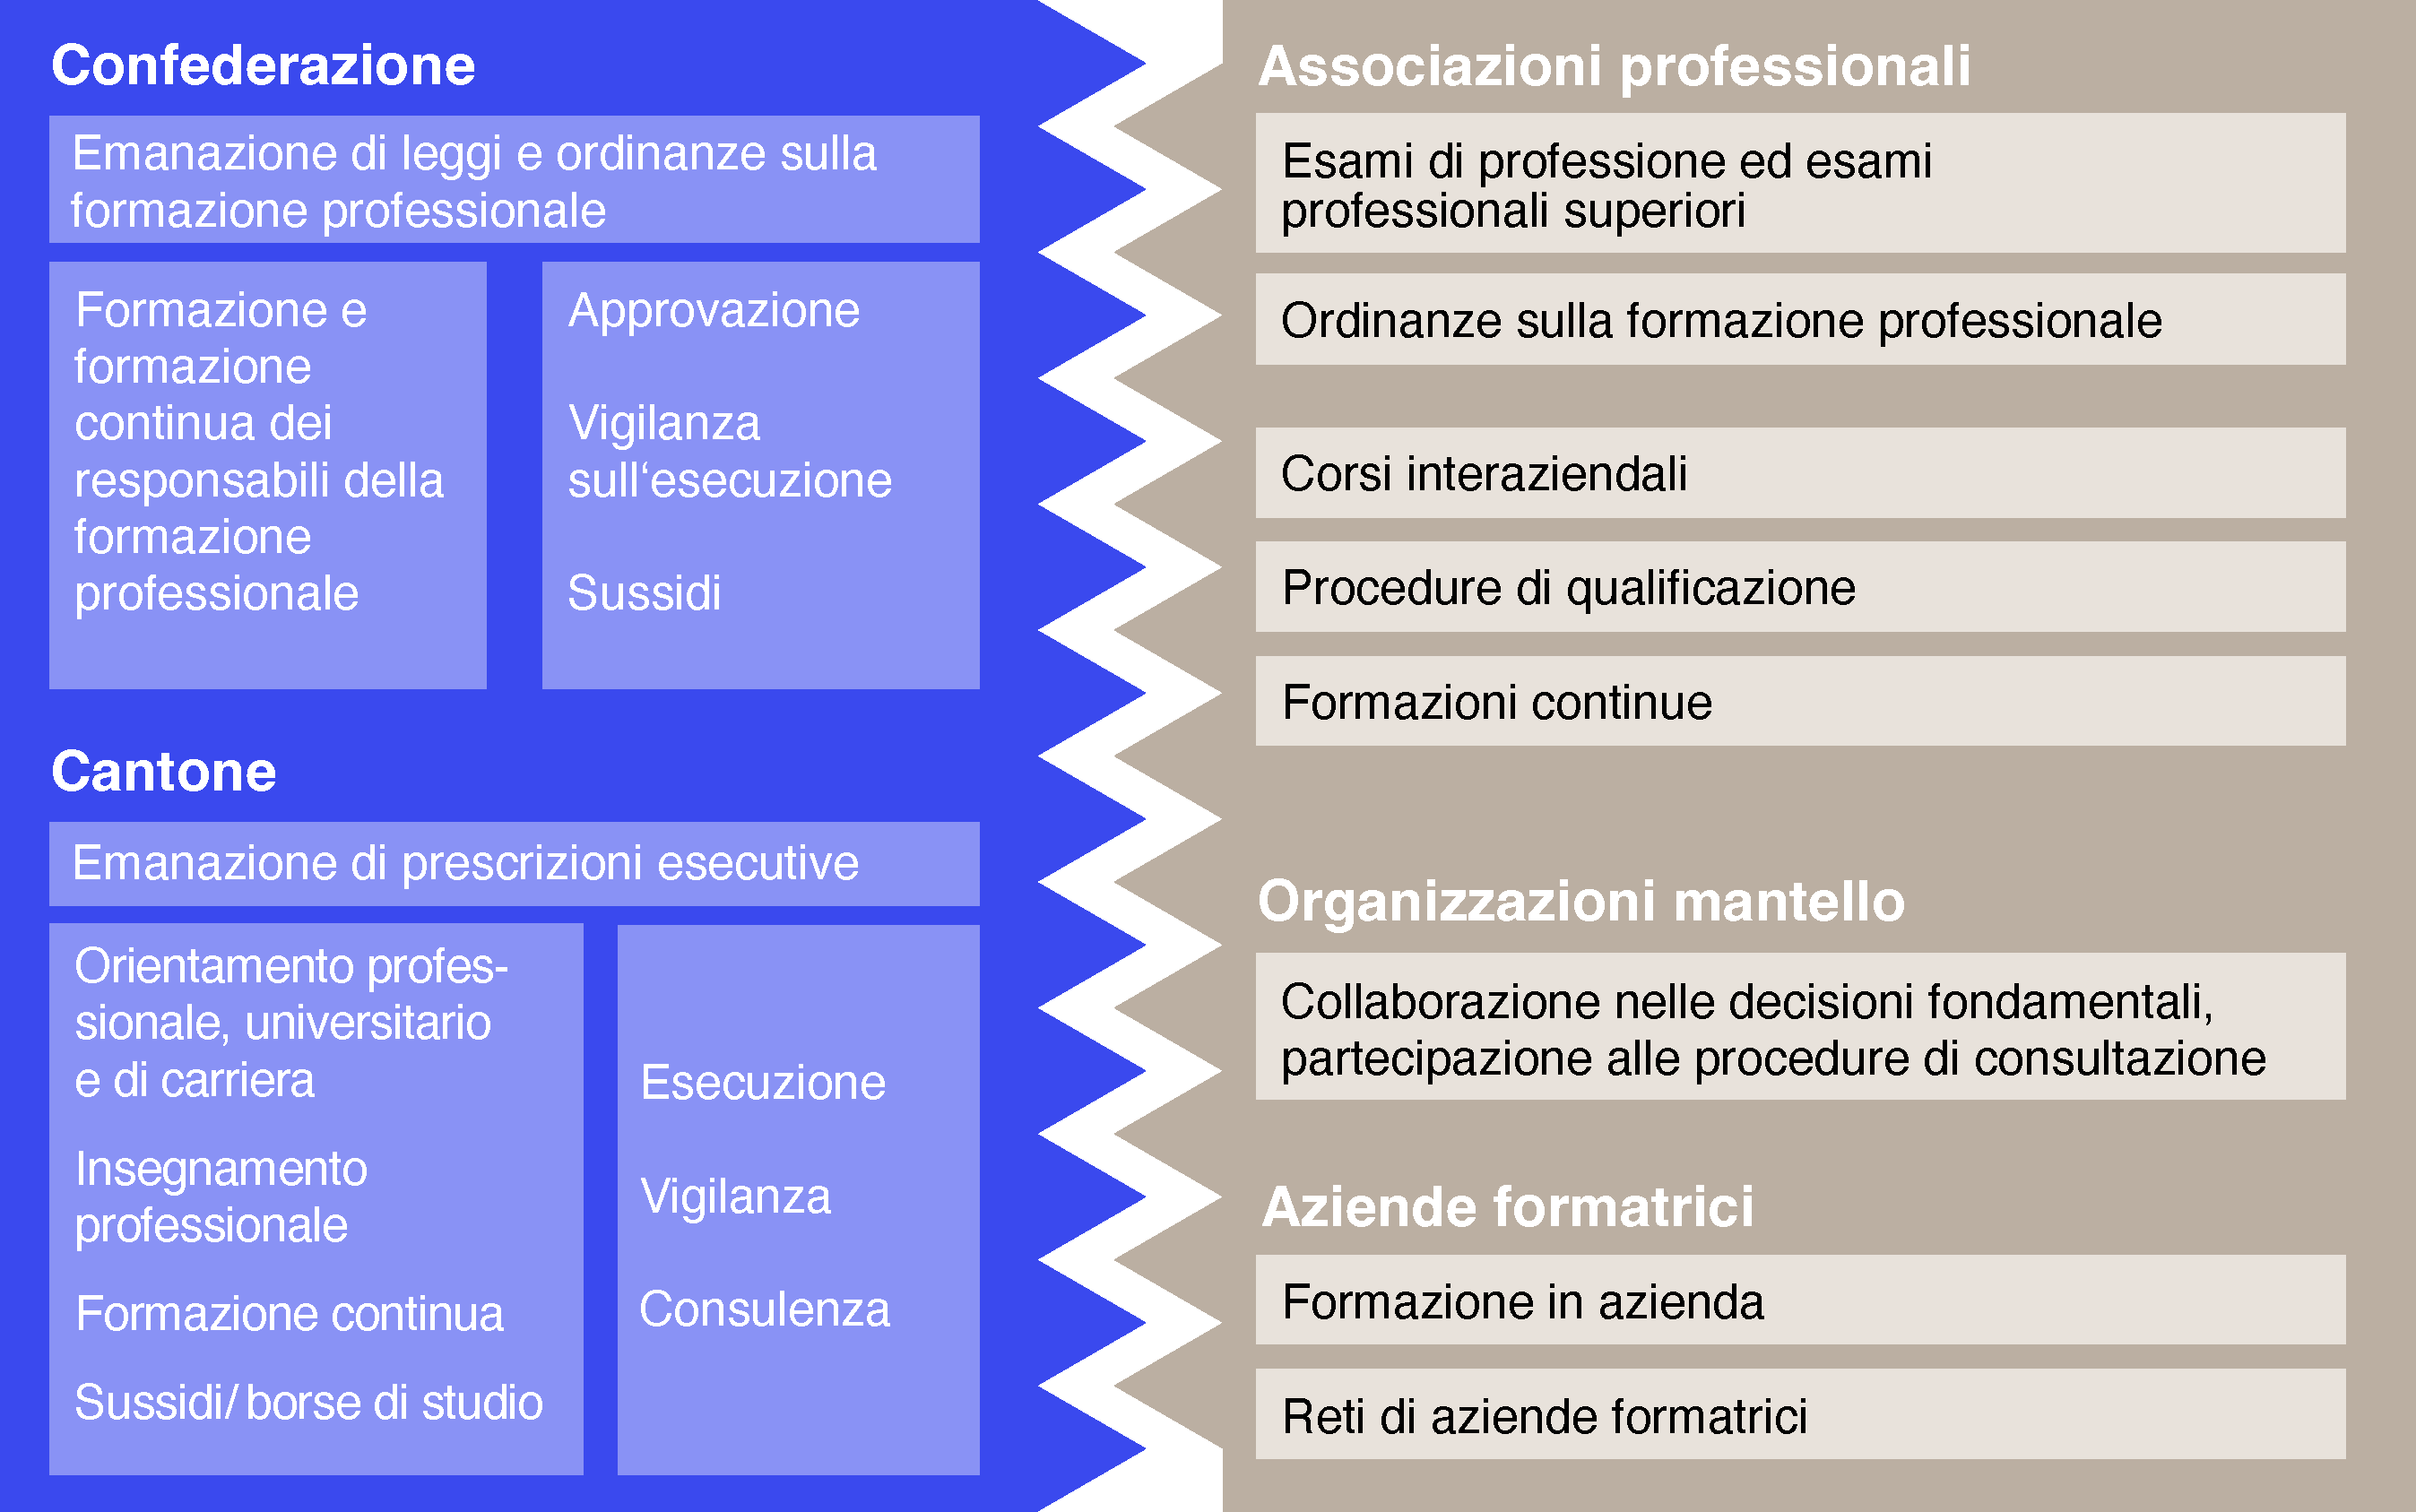 Confederazione
Emanazione di leggi e ordinanze sulla
formazione professionale
Formazione e
formazione
continua dei
responsabili della
formazione
professionale
Approvazione
Vigilanza
sull‘esecuzione
Sussidi
Cantone
Emanazione di prescrizioni esecutive
Orientamento profes-
sionale, universitario
e di carriera
Insegnamento
professionale
Formazione continua
Sussidi/borse di studio
Esecuzione
Vigilanza
Consulenza
Associazioni professionali
Esami di professione ed esami
professionali superiori
Ordinanze sulla formazione professionale
Corsi interaziendali
Procedure di qualificazione
Formazioni continue
Organizzazioni mantello
Collaborazione nelle decisioni fondamentali,
partecipazione alle procedure di consultazione
Aziende formatrici
Formazione in azienda
Reti di aziende formatrici